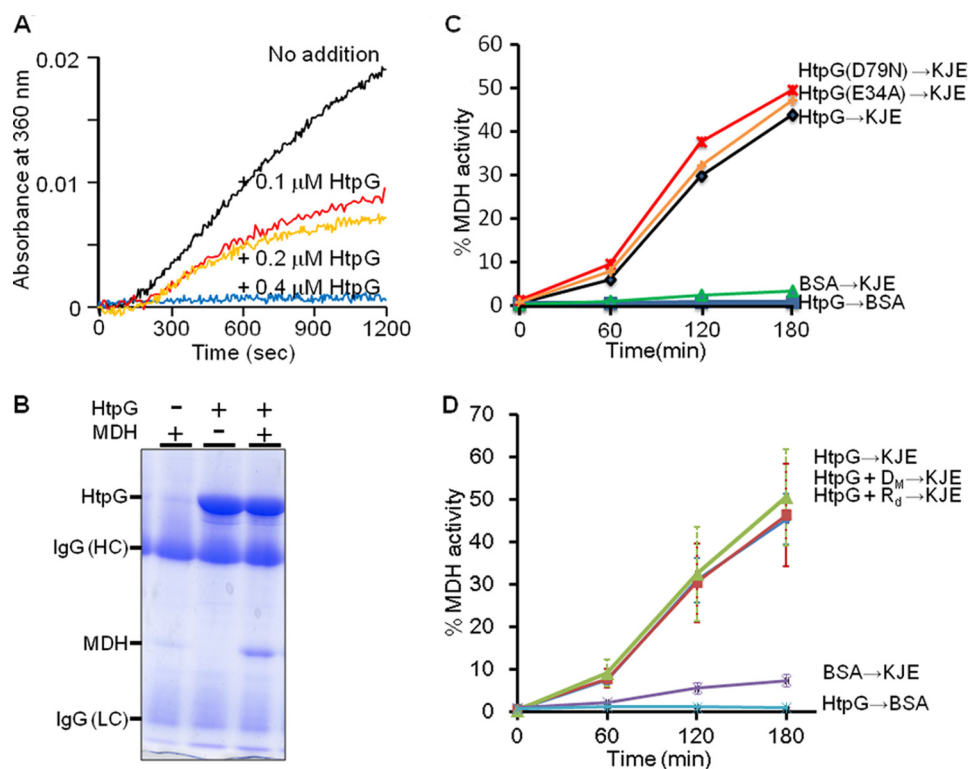 A
Absorbance at 360 nm
0.02
0.01
0
No addition
+ 0.1 μM HtpG
+ 0.2 μM HtpG
+ 0.4 μM HtpG
0 300 600 900 1200
Time (sec)
B
HtpG - + +
MDH + - +
HtpG
IgG (HC)
MDH
IgG (LC)
C
% MDH activity
60
50
40
30
20
10
0
HtpG(D79N)→KJE
HtpG(E34A)→KJE
HtpG→KJE
BSA→KJE
HtpG→BSA
0 60 120 180
Time(min)
D
% MDH activity
70
60
50
40
30
20
10
0
HtpG→KJE
HtpG + DM→KJE
HtpG + Rd→KJE
BSA→KJE
HtpG→BSA
0 60 120 180
Time (min)